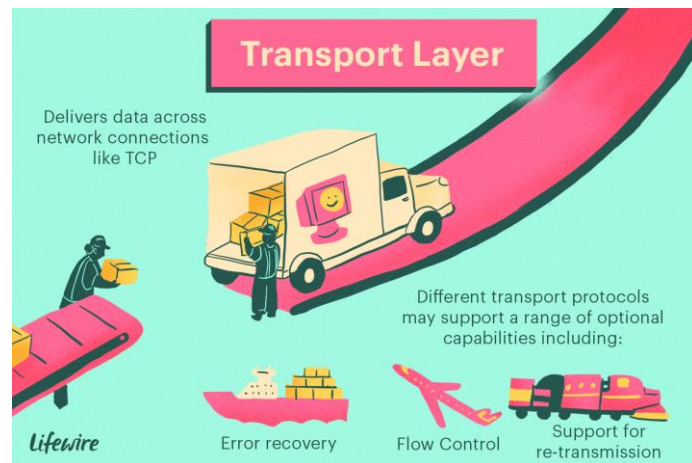 Transport Layer
Delivers data across
network connections
like TCP
Different transport protocols
may support a range of optional
capabilities including:
Error recovery
Flow Control
Support for
re-transmission
Lifewire